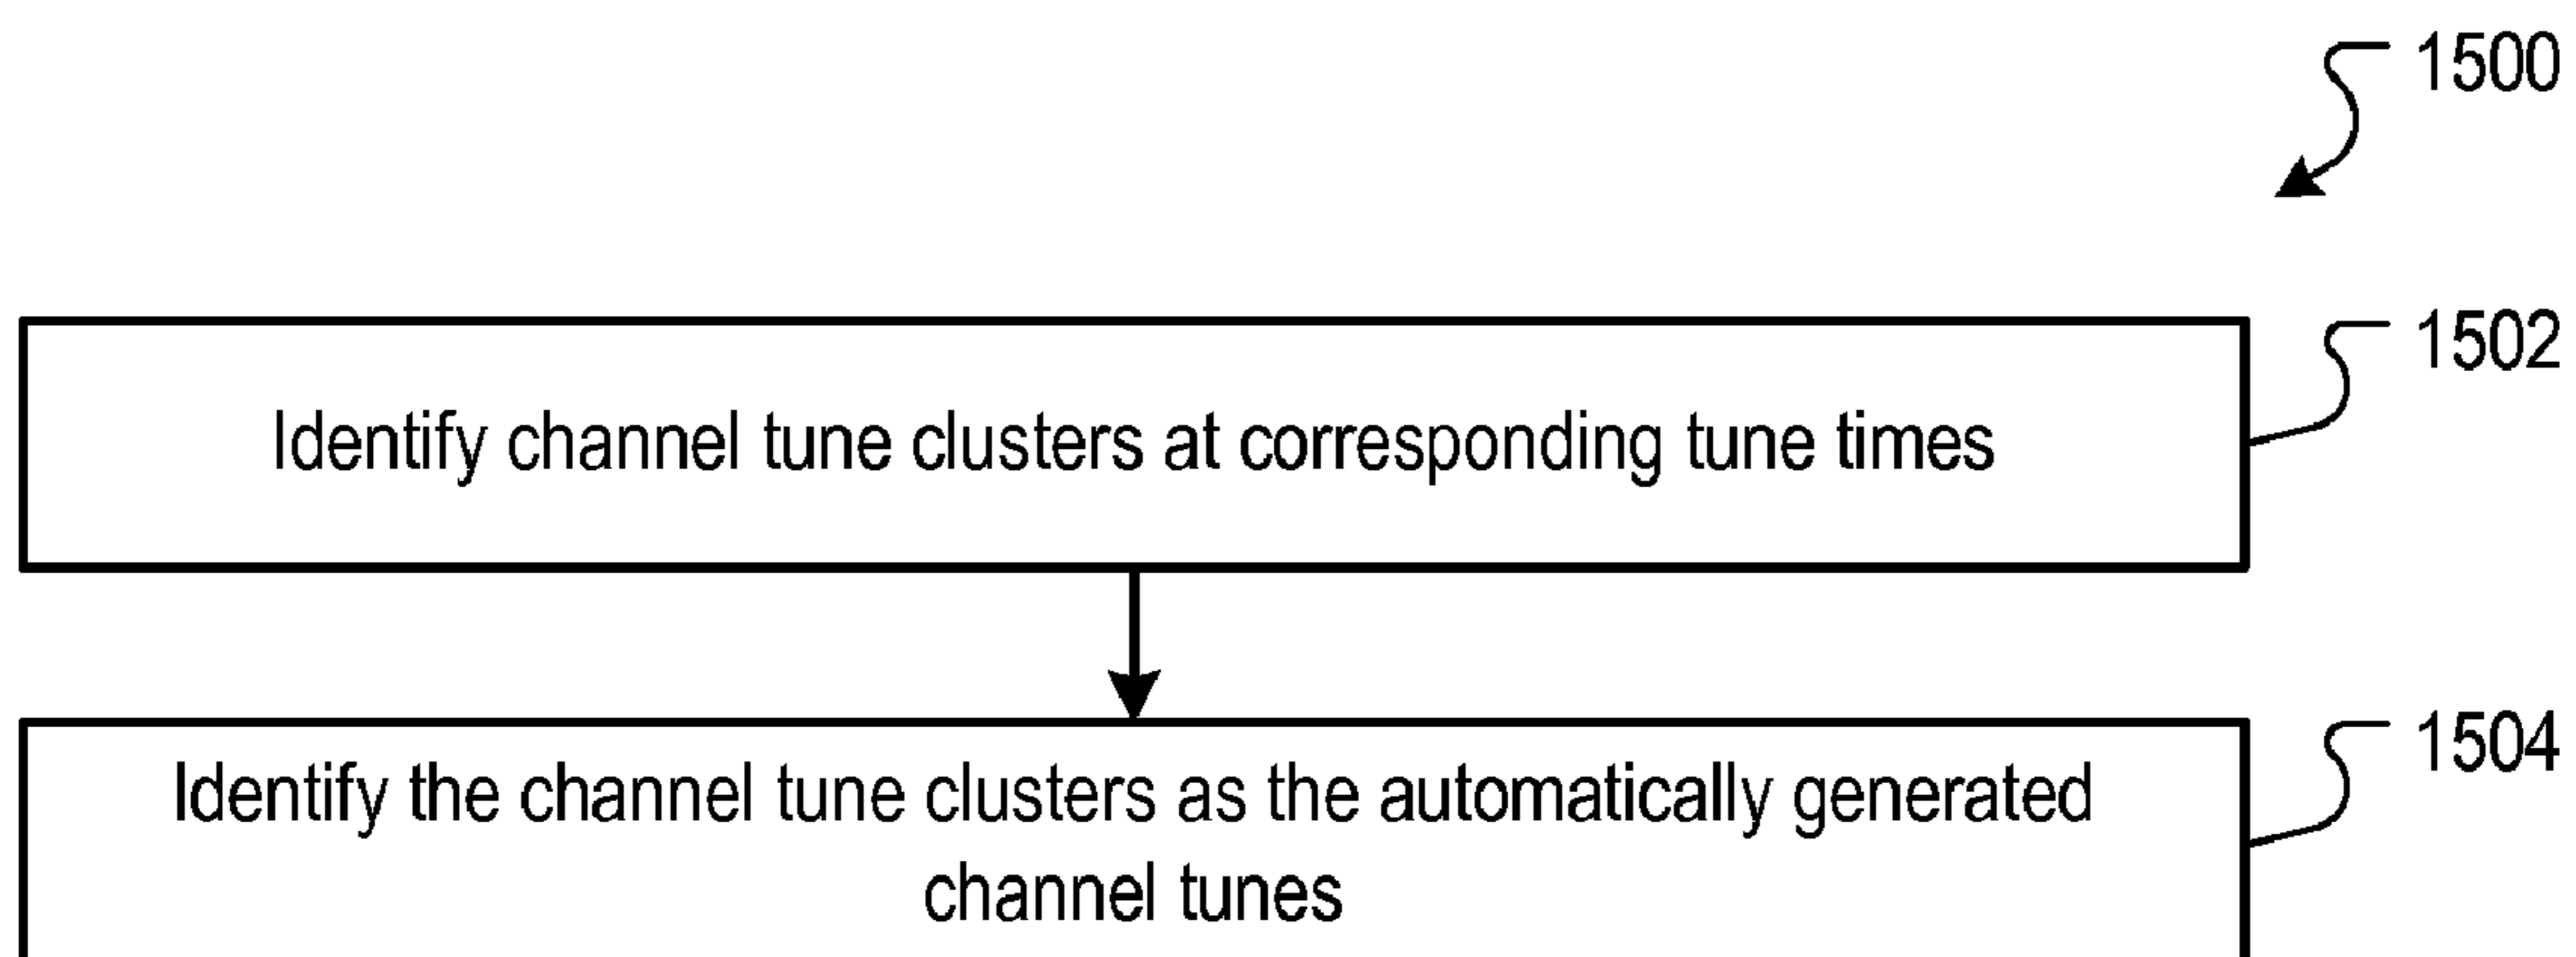 1500
1502
Identify channel tune clusters at corresponding tune times
1504
Identify the channel tune clusters as the automatically generated
channel tunes